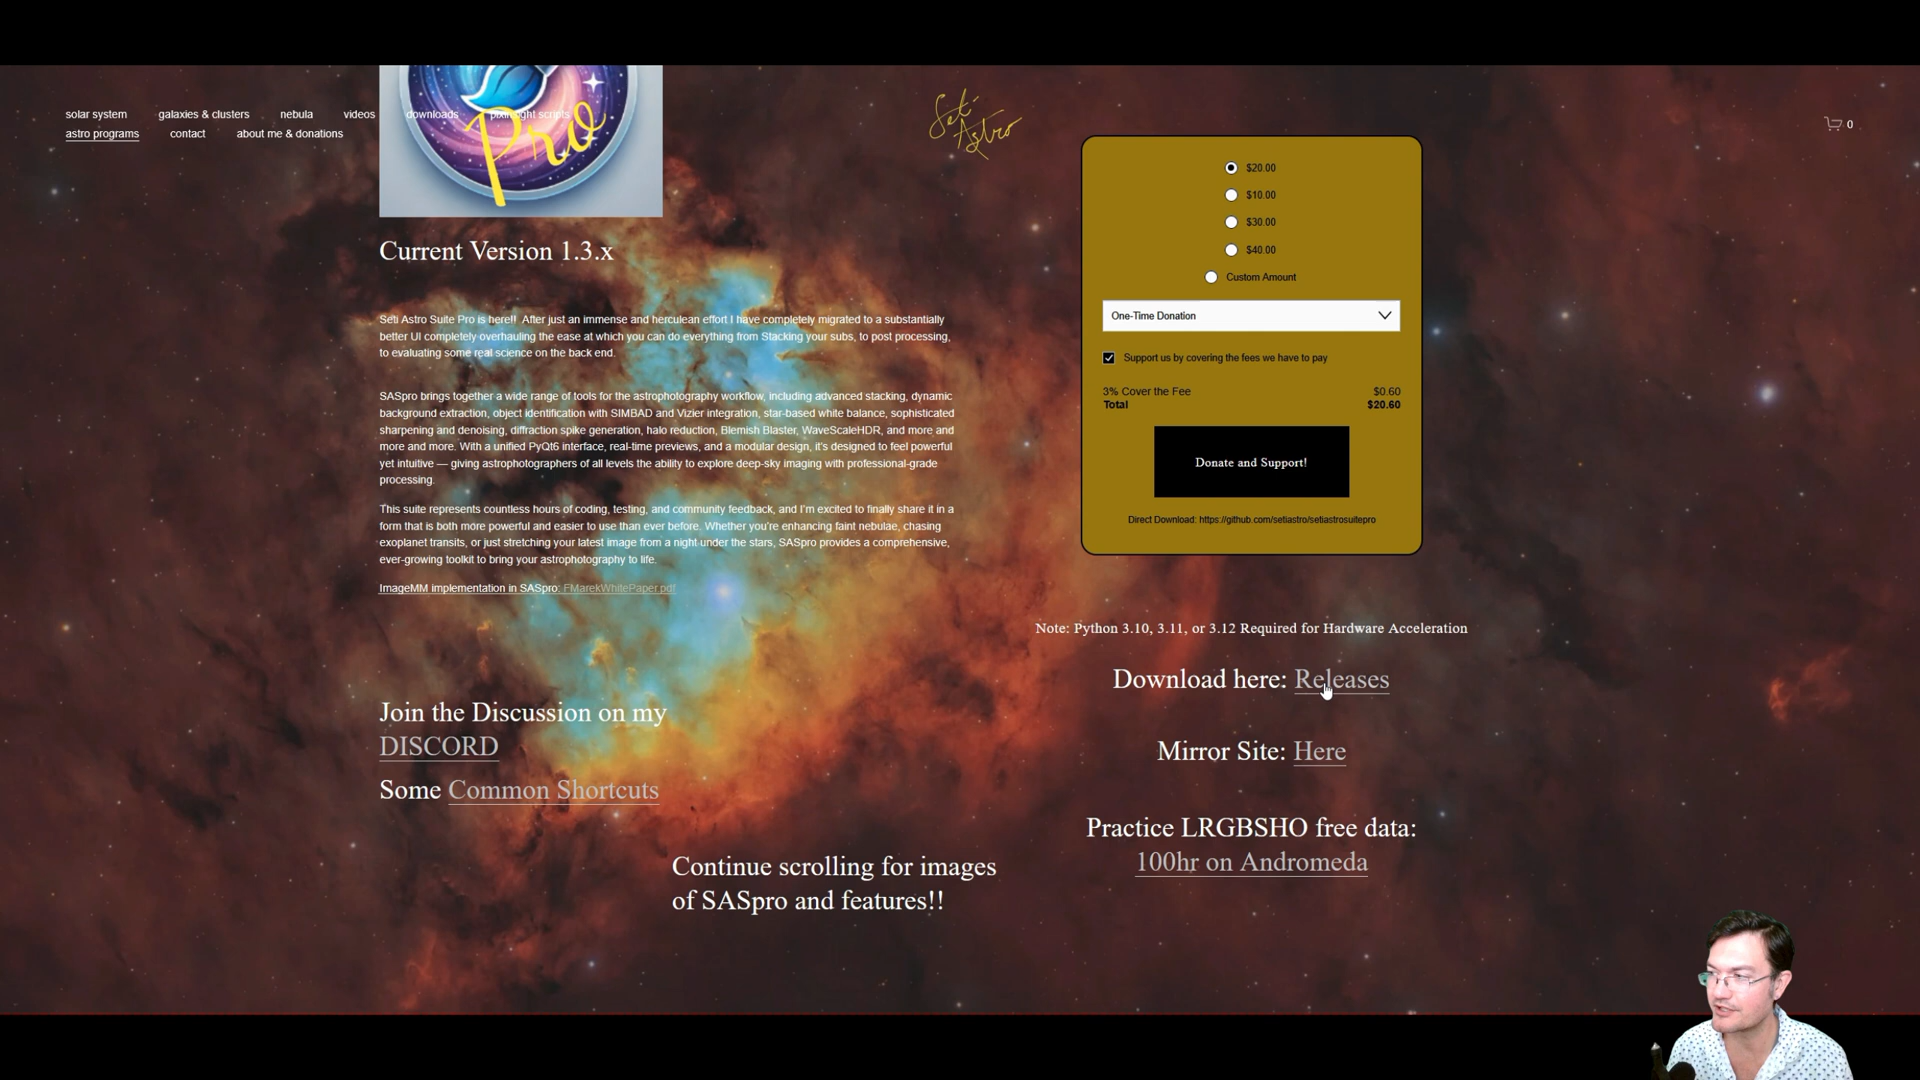 solar system galaxies & clusters nebula videos downloads pixinsight scripts
astro programs contact about me & donations
Pro
Seti
Astro
0
Current Version 1.3.x
Seti Astro Suite Pro is here!! After just an immense and herculean effort I have completely migrated to a substantially
better UI completely overhauling the ease at which you can do everything from Stacking your subs, to post processing,
to evaluating some real science on the back end.
SASpro brings together a wide range of tools for the astrophotography workflow, including advanced stacking, dynamic
background extraction, object identification with SIMBAD and Vizier integration, star-based white balance, sophisticated
sharpening and denoising, diffraction spike generation, halo reduction, Blemish Blaster, WaveScaleHDR, and more and
more and more. With a unified PyQt6 interface, real-time previews, and a modular design, it's designed to feel powerful
yet intuitive — giving astrophotographers of all levels the ability to explore deep-sky imaging with professional-grade
processing.
This suite represents countless hours of coding, testing, and community feedback, and I'm excited to finally share it in a
form that is both more powerful and easier to use than ever before. Whether you're enhancing faint nebulae, chasing
exoplanet transits, or just stretching your latest image from a night under the stars, SASpro provides a comprehensive,
ever-growing toolkit to bring your astrophotography to life.
ImageMM implementation in SASpro: FMarekWhitePaper.pdf
Join the Discussion on my
DISCORD
Some Common Shortcuts
Continue scrolling for images
of SASpro and features!!
$20.00
$10.00
$30.00
$40.00
Custom Amount
One-Time Donation
Support us by covering the fees we have to pay
3% Cover the Fee $0.60
Total $20.60
Donate and Support!
Direct Download: https://github.com/setiastro/setiastrosuitepro
Note: Python 3.10, 3.11, or 3.12 Required for Hardware Acceleration
Download here: Releases
Mirror Site: Here
Practice LRGBSHO free data:
100hr on Andromeda